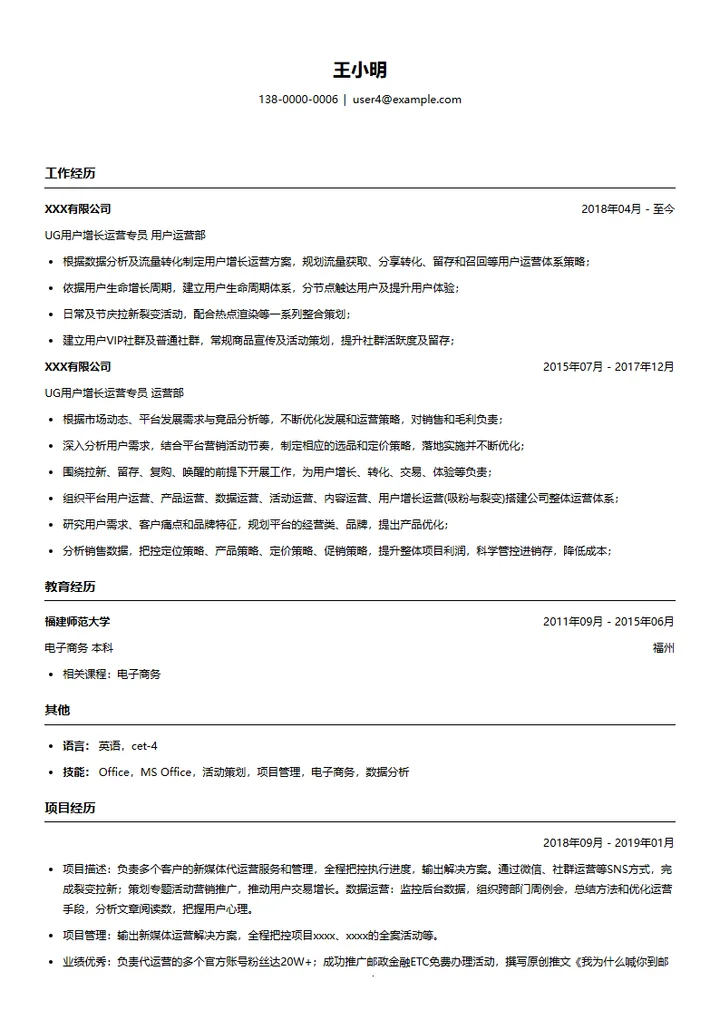 王小明
138-0000-0006 | user4@example.com
工作经历
XXX有限公司 2018年04月 - 至今
UG用户增长运营专员 用户运营部
• 根据数据分析及流量转化制定用户增长运营方案，规划流量获取、分享转化、留存和召回等用户运营体系策略；
• 依据用户生命增长周期，建立用户生命周期体系，分节点触达用户及提升用户体验；
• 日常及节庆拉新裂变活动，配合热点渲染等一系列整合策划；
• 建立用户VIP社群及普通社群，常规商品宣传及活动策划，提升社群活跃度及留存；
XXX有限公司 2015年07月 - 2017年12月
UG用户增长运营专员 运营部
• 根据市场动态、平台发展需求与竟品分析等，不断优化发展和运营策略，对销售和毛利负责；
• 深入分析用户需求，结合平台营销活动节奏，制定相应的选品和定价策略，落地实施并不断优化；
• 围绕拉新、留存、复购、唤醒的前提下开展工作，为用户增长、转化、交易、体验等负责；
• 组织平台用户运营、产品运营、数据运营、活动运营、内容运营、用户增长运营(吸粉与裂变)搭建公司整体运营体系；
• 研究用户需求、客户痛点和品牌特征，规划平台的经营类、品牌，提出产品优化；
• 分析销售数据，把控定位策略、产品策略、定价策略、促销策略，提升整体项目利润，科学管控进销存，降低成本；
教育经历
福建师范大学 2011年09月 - 2015年06月
电子商务 本科 福州
• 相关课程：电子商务
其他
• 语言： 英语，cet-4
• 技能： Office，MS Office，活动策划，项目管理，电子商务，数据分析
项目经历
2018年09月 - 2019年01月
• 项目描述：负责多个客户的新媒体代运营服务和管理，全程把控执行进度，输出解决方案。通过微信、社群运营等SNS方式，完
成裂变拉新；策划专题活动营销推广，推动用户交易增长。数据运营：监控后台数据，组织跨部门周例会，总结方法和优化运营
手段，分析文章阅读数，把握用户心理。
• 项目管理：输出新媒体运营解决方案，全程把控项目xxxx、xxxx的全案活动等。
• 业绩优秀：负责代运营的多个官方账号粉丝达20W+；成功推广邮政金融ETC免费办理活动，撰写原创推文《我为什么喊你到邮